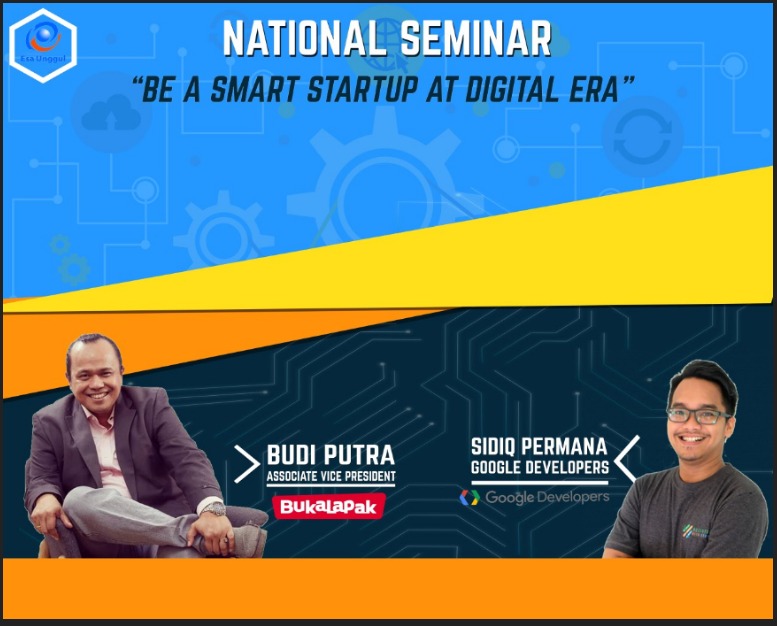 Esa Unggul
NATIONAL SEMINAR
“BE A SMART STARTUP AT DIGITAL ERA”
BUDI PUTRA
ASSOCIATE VICE PRESIDENT
BukaLapak
SIDIQ PERMANA
GOOGLE DEVELOPERS
Google Developers